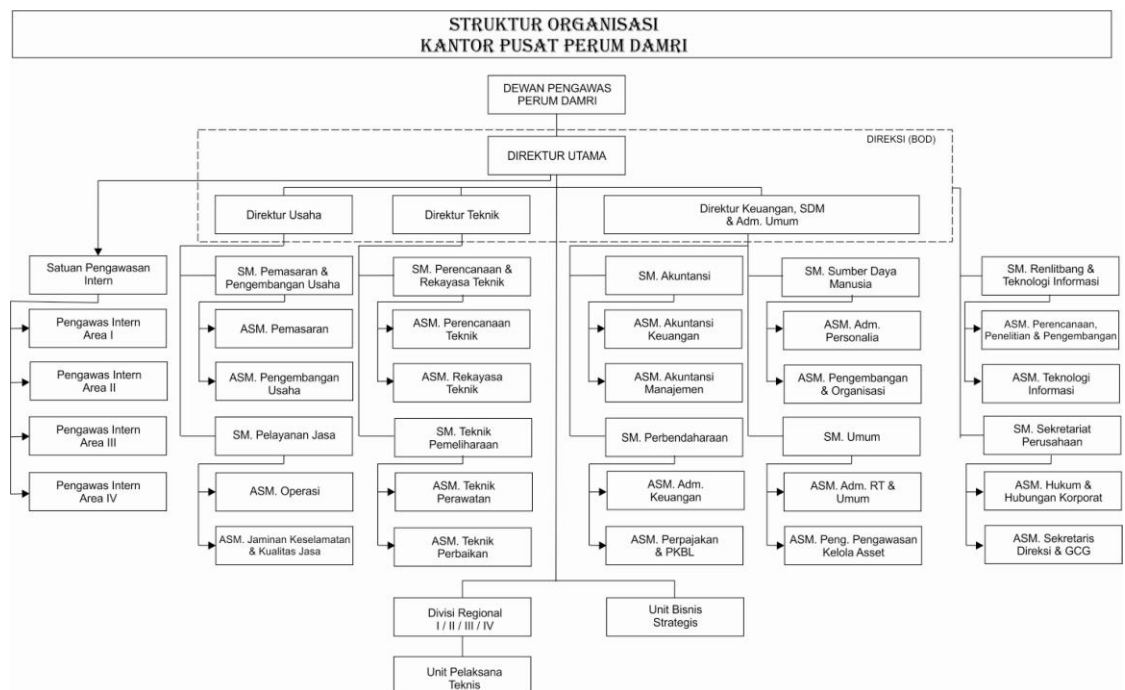 STRUKTUR ORGANISASI
KANTOR PUSAT PERUM DAMRI
DEWAN PENGAWAS
PERUM DAMRI
DIREKSI (BOD)
DIREKTUR UTAMA
Direktur Usaha
Direktur Teknik
Direktur Keuangan, SDM
& Adm. Umum
Satuan Pengawasan
Intern
Pengawas Intern
Area I
Pengawas Intern
Area II
Pengawas Intern
Area III
Pengawas Intern
Area IV
SM. Pemasaran &
Pengembangan Usaha
ASM. Pemasaran
ASM. Pengembangan
Usaha
SM. Pelayanan Jasa
ASM. Operasi
ASM. Jaminan Keselamatan
& Kualitas Jasa
SM. Perencanaan &
Rekayasa Teknik
ASM. Perencanaan
Teknik
ASM. Rekayasa
Teknik
SM. Teknik
Pemeliharaan
ASM. Teknik
Perawatan
ASM. Teknik
Perbaikan
SM. Akuntansi
ASM. Akuntansi
Keuangan
ASM. Akuntansi
Manajemen
SM. Perbendaharaan
ASM. Adm.
Keuangan
ASM. Perpajakan
& PKBL
SM. Sumber Daya
Manusia
ASM. Adm.
Personalia
ASM. Pengembangan
& Organisasi
SM. Umum
ASM. Adm. RT &
Umum
ASM. Peng. Pengawasan
Kelola Asset
SM. Renlitbang &
Teknologi Informasi
ASM. Perencanaan,
Penelitian & Pengembangan
ASM. Teknologi
Informasi
SM. Sekretariat
Perusahaan
ASM. Hukum &
Hubungan Korporat
ASM. Sekretaris
Direksi & GCG
Divisi Regional
I / II / III / IV
Unit Bisnis
Strategis
Unit Pelaksana
Teknis